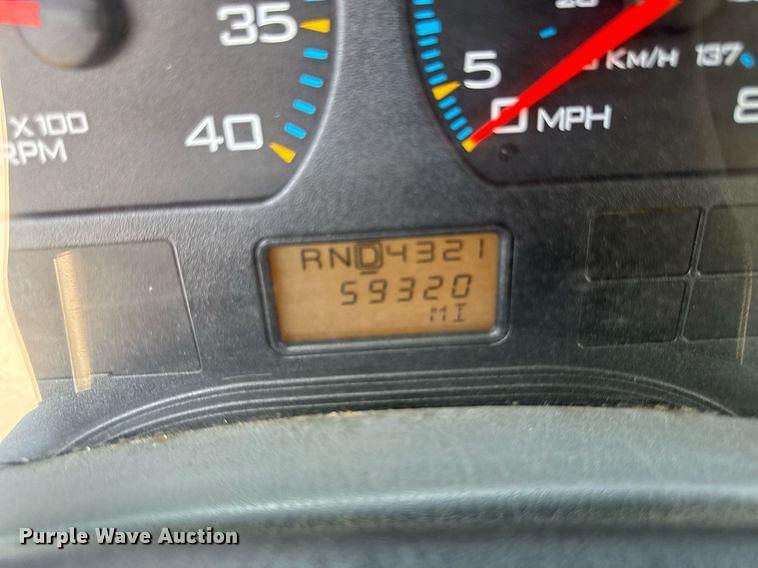 35
40
X100
RPM
5
0 MPH
KM/H 137
RND4321
59320
MI
Purple Wave Auction